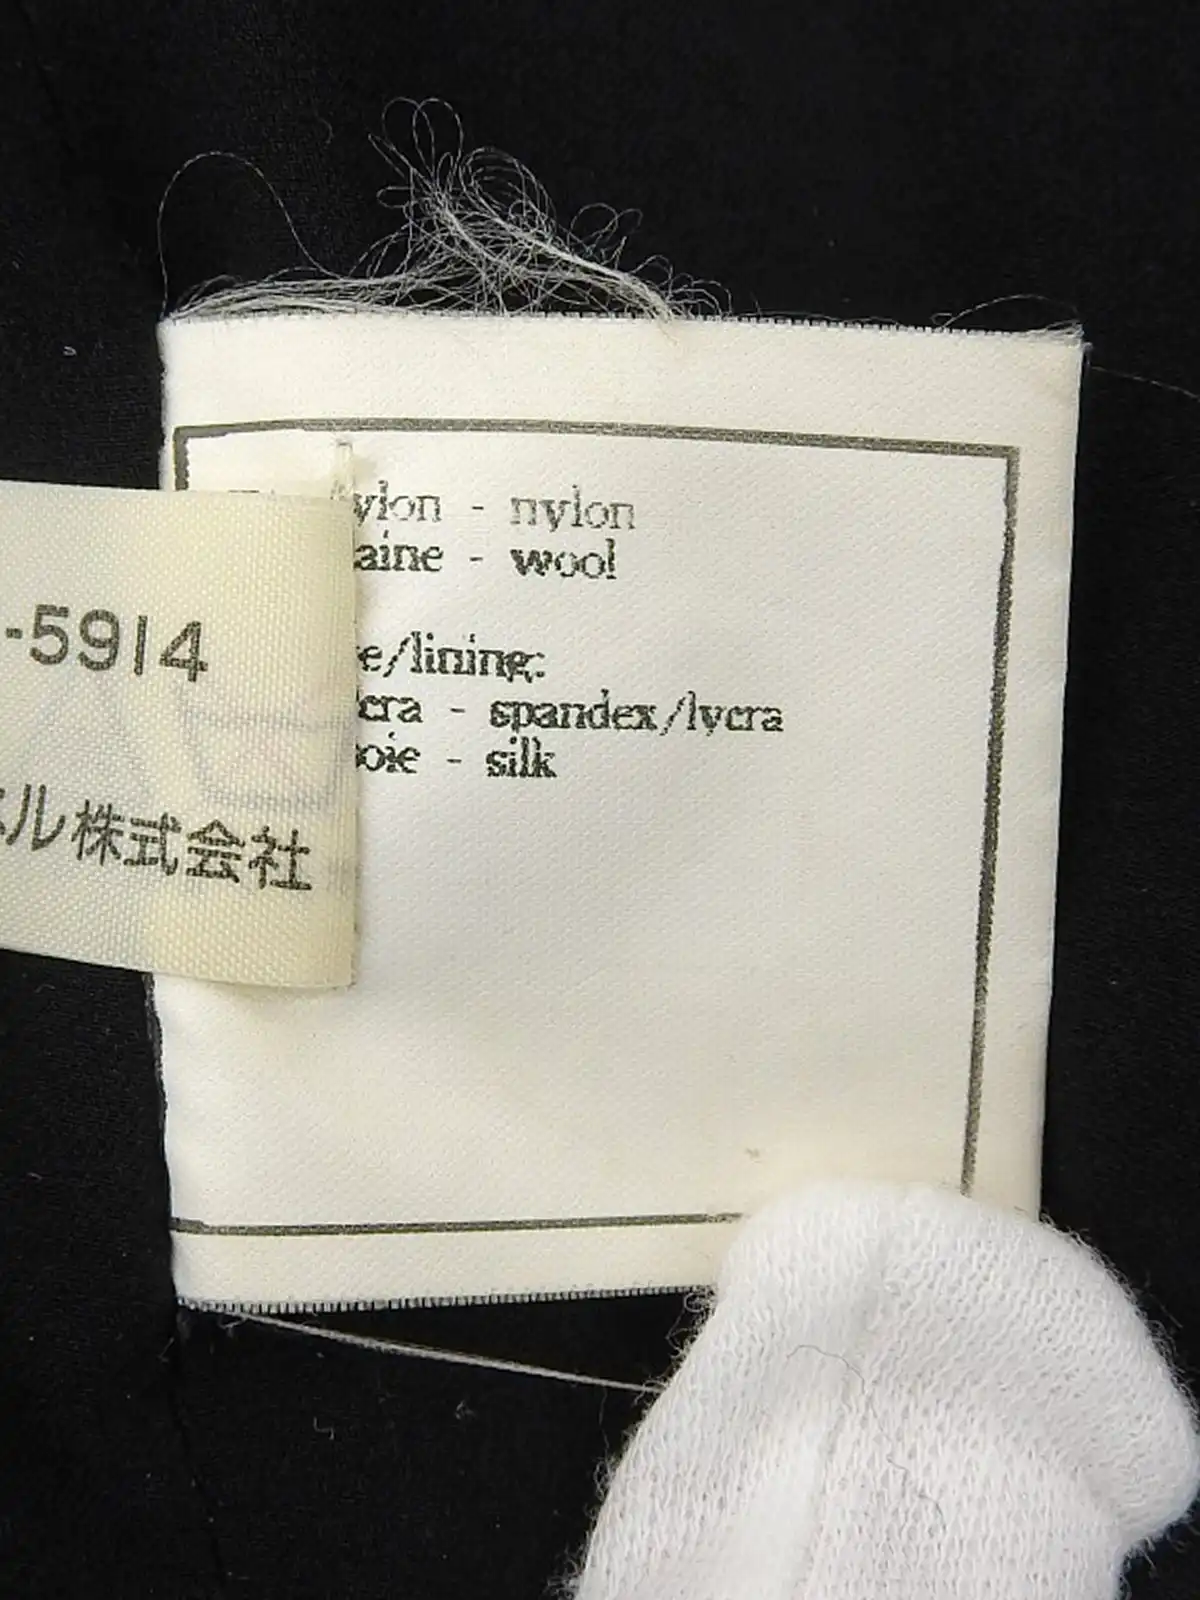 ylon - nylon
aine - wool
e/lining:
cra - spandex/lycra
oie - silk
-5914
ル株式会社